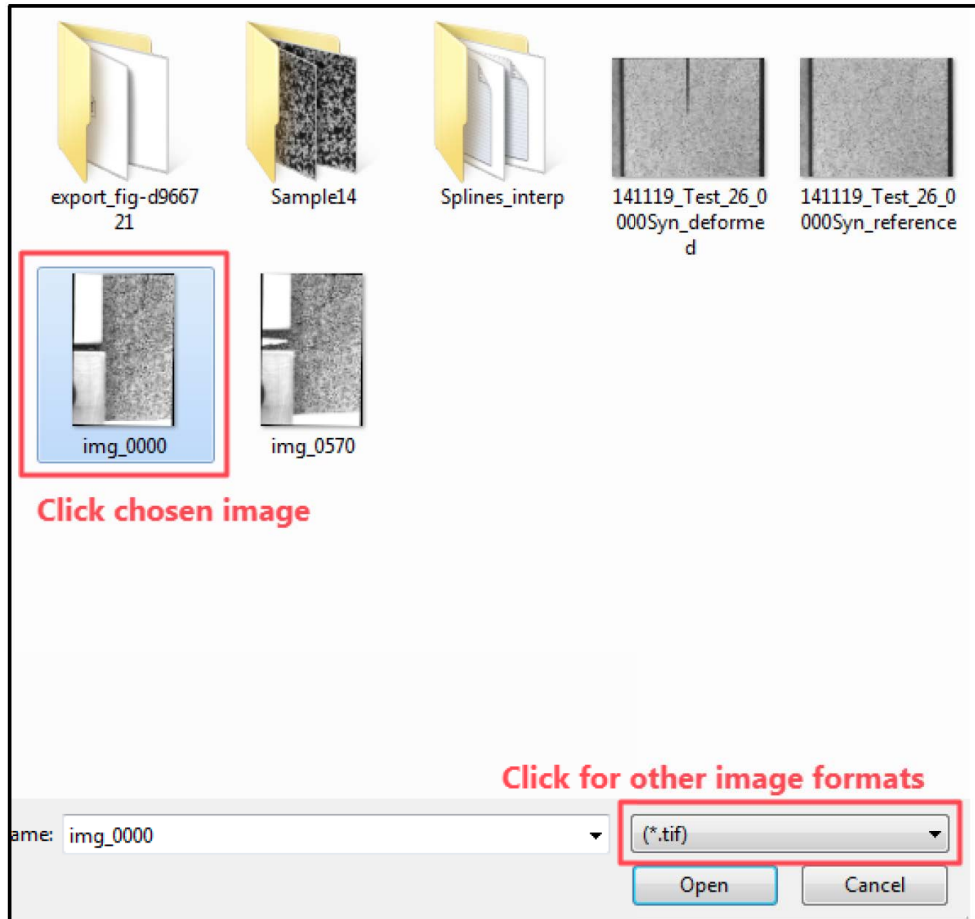 export_fig-d9667
21
Sample14
Splines_interp
141119_Test_26_0
000Syn_deforme
d
141119_Test_26_0
000Syn_reference
img_0000
img_0570
Click chosen image
Click for other image formats
ame: img_0000
(*.tif)
Open
Cancel